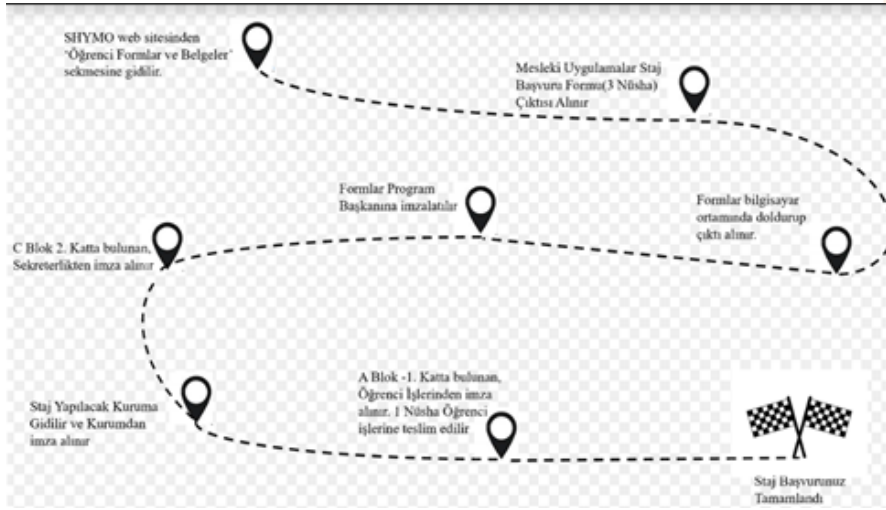 SHYMO web sitesinden
"Öğrenci Formlar ve Belgeler"
sekmesine gidilir.
Mesleki Uygulamalar Staj
Başvuru Formu(3 Nüsha)
Çıktısı Alınır
Formlar bilgisayar
ortamında doldurup
çıktı alınır.
Formlar Program
Başkanına imzalatılır
C Blok 2. Katta bulunan,
Sekreterlikten imza alınır
Staj Yapılacak Kuruma
Gidilir ve Kurumdan
imza alınır
A Blok -1. Katta bulunan,
Öğrenci İşlerinden imza
alınır. 1 Nüsha Öğrenci
işlerine teslim edilir
Staj Başvurunuz
Tamamlandı